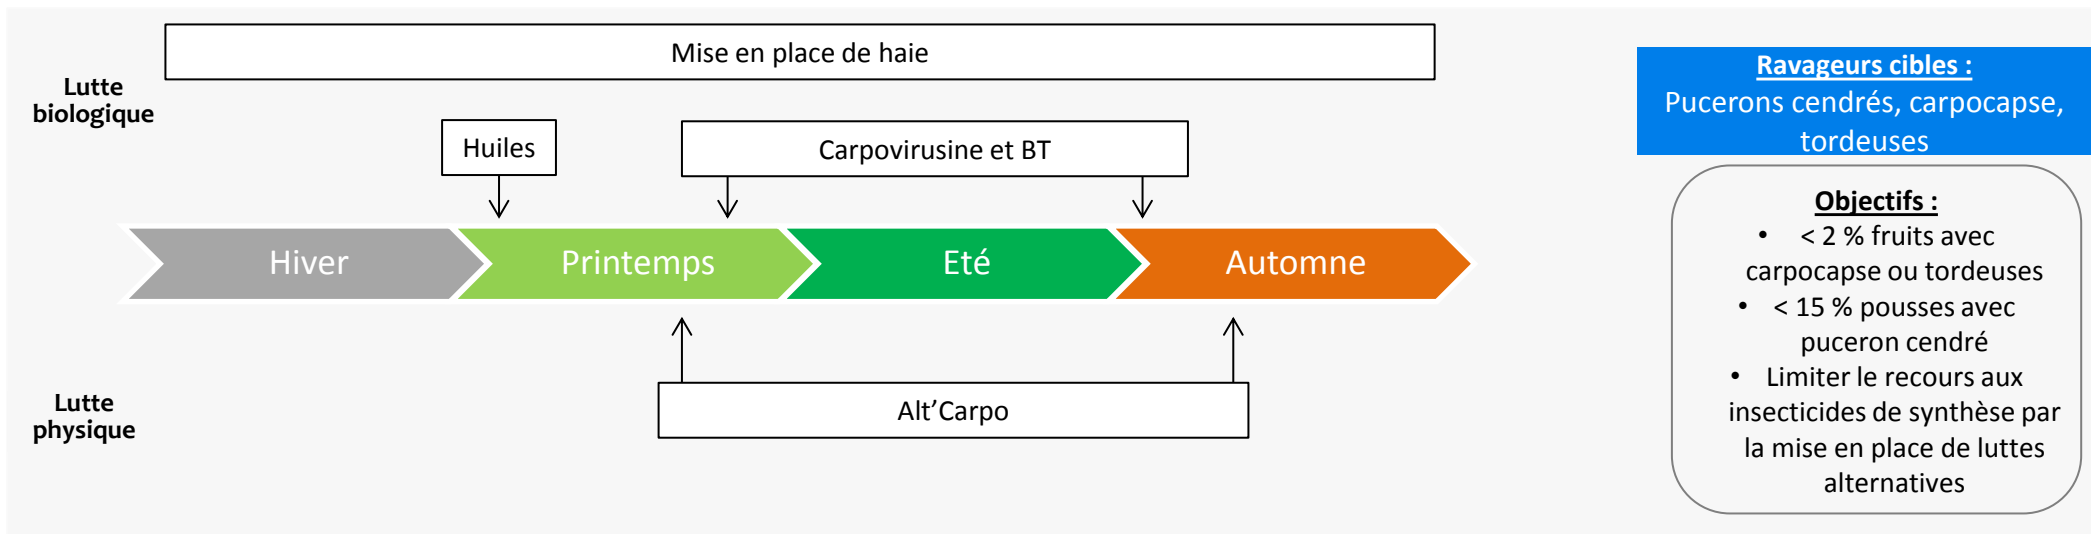 Mise en place de haie
Lutte
biologique
Huiles
Carpovirusine et BT
Hiver
Printemps
Eté
Automne
Alt’Carpo
Lutte
physique
Ravageurs cibles :
Pucerons cendrés, carpocapse,
tordeuses
Objectifs :
• < 2 % fruits avec
carpocapse ou tordeuses
• < 15 % pousses avec
puceron cendré
• Limiter le recours aux
insecticides de synthèse par
la mise en place de luttes
alternatives